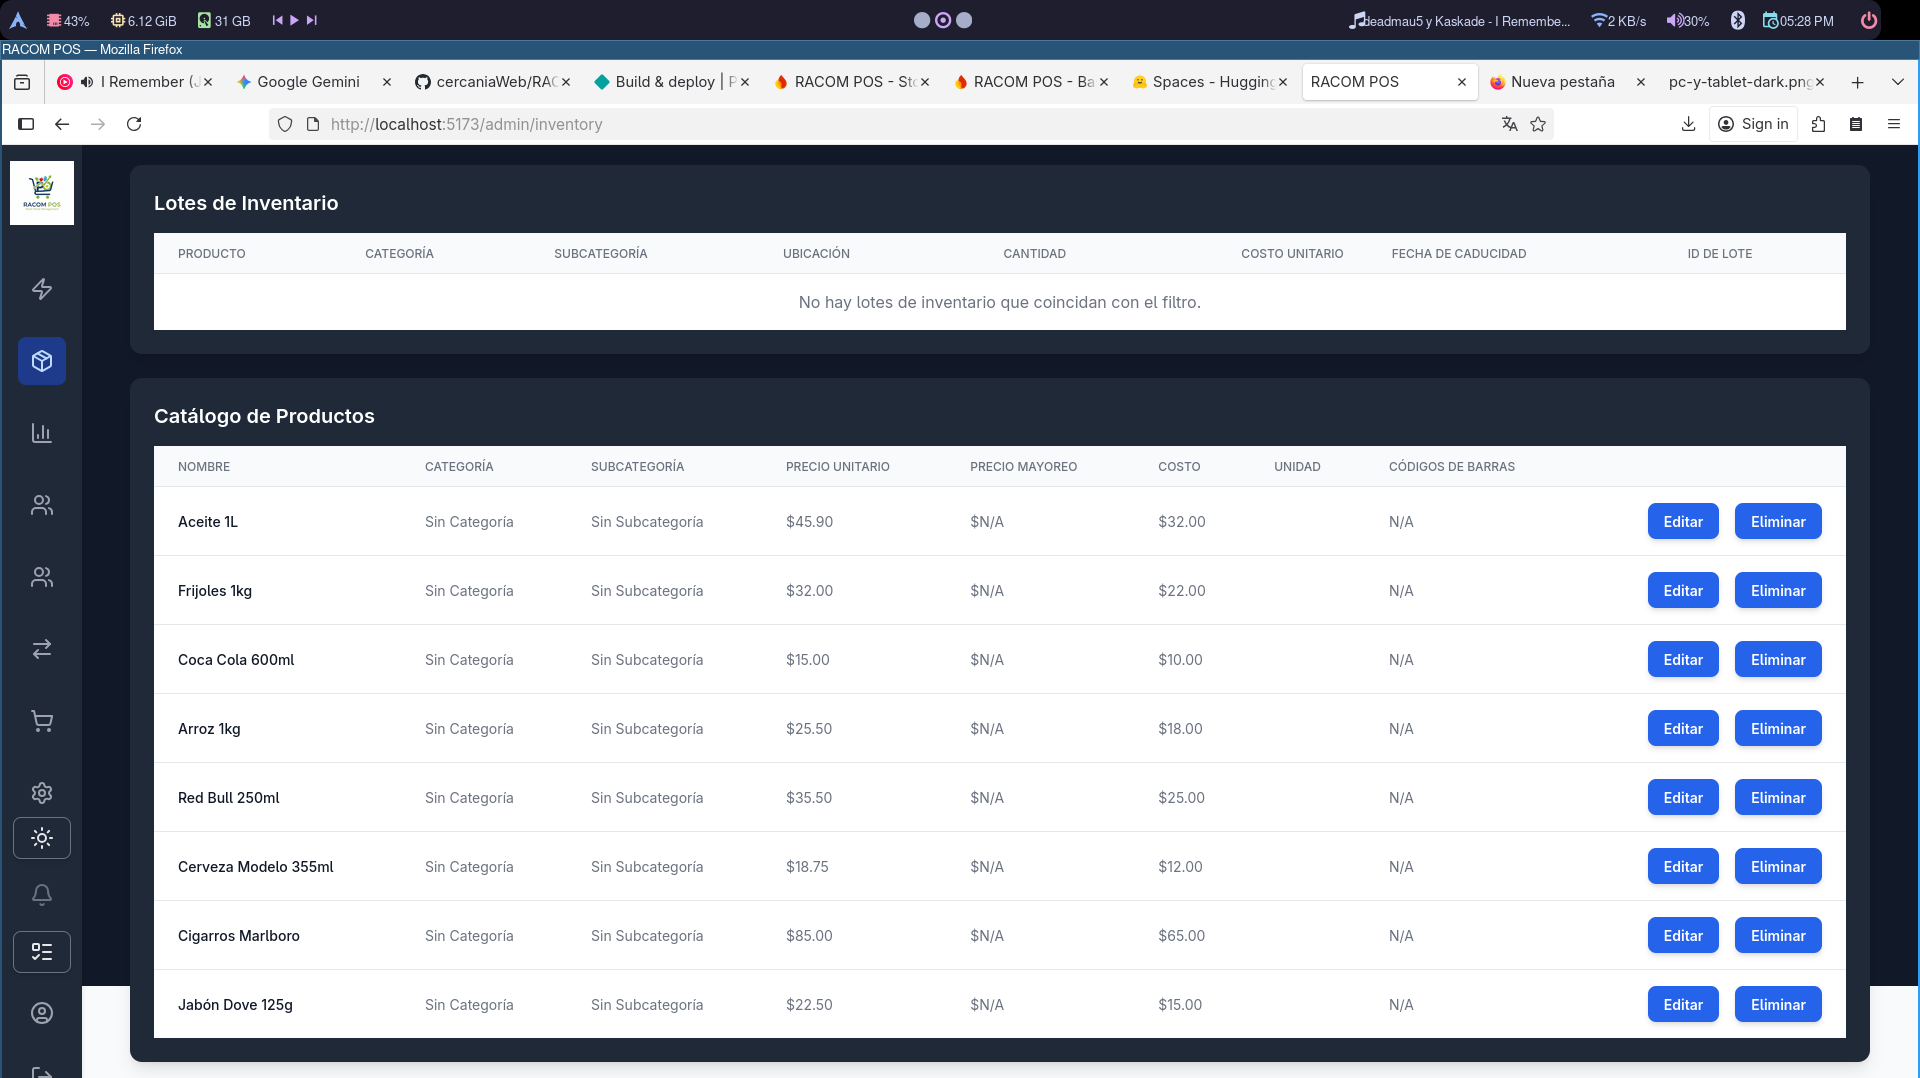 43% 6.12 GiB 31 GB deadmau5 y Kaskade - I Remembe... 2 KB/s 30% 05:28 PM
RACOM POS — Mozilla Firefox
I Remember ( Google Gemini cercaniaWeb/RAC Build & deploy | P RACOM POS - Sto RACOM POS - Ba Spaces - Hugging RACOM POS Nueva pestaña pc-y-tablet-dark.png
http://localhost:5173/admin/inventory Sign in
RACOM POS
Lotes de Inventario
PRODUCTO CATEGORÍA SUBCATEGORÍA UBICACIÓN CANTIDAD COSTO UNITARIO FECHA DE CADUCIDAD ID DE LOTE
No hay lotes de inventario que coincidan con el filtro.
Catálogo de Productos
NOMBRE CATEGORÍA SUBCATEGORÍA PRECIO UNITARIO PRECIO MAYOREO COSTO UNIDAD CÓDIGOS DE BARRAS
Aceite 1L Sin Categoría Sin Subcategoría $45.90 $N/A $32.00 N/A Editar Eliminar
Frijoles 1kg Sin Categoría Sin Subcategoría $32.00 $N/A $22.00 N/A Editar Eliminar
Coca Cola 600ml Sin Categoría Sin Subcategoría $15.00 $N/A $10.00 N/A Editar Eliminar
Arroz 1kg Sin Categoría Sin Subcategoría $25.50 $N/A $18.00 N/A Editar Eliminar
Red Bull 250ml Sin Categoría Sin Subcategoría $35.50 $N/A $25.00 N/A Editar Eliminar
Cerveza Modelo 355ml Sin Categoría Sin Subcategoría $18.75 $N/A $12.00 N/A Editar Eliminar
Cigarros Marlboro Sin Categoría Sin Subcategoría $85.00 $N/A $65.00 N/A Editar Eliminar
Jabón Dove 125g Sin Categoría Sin Subcategoría $22.50 $N/A $15.00 N/A Editar Eliminar